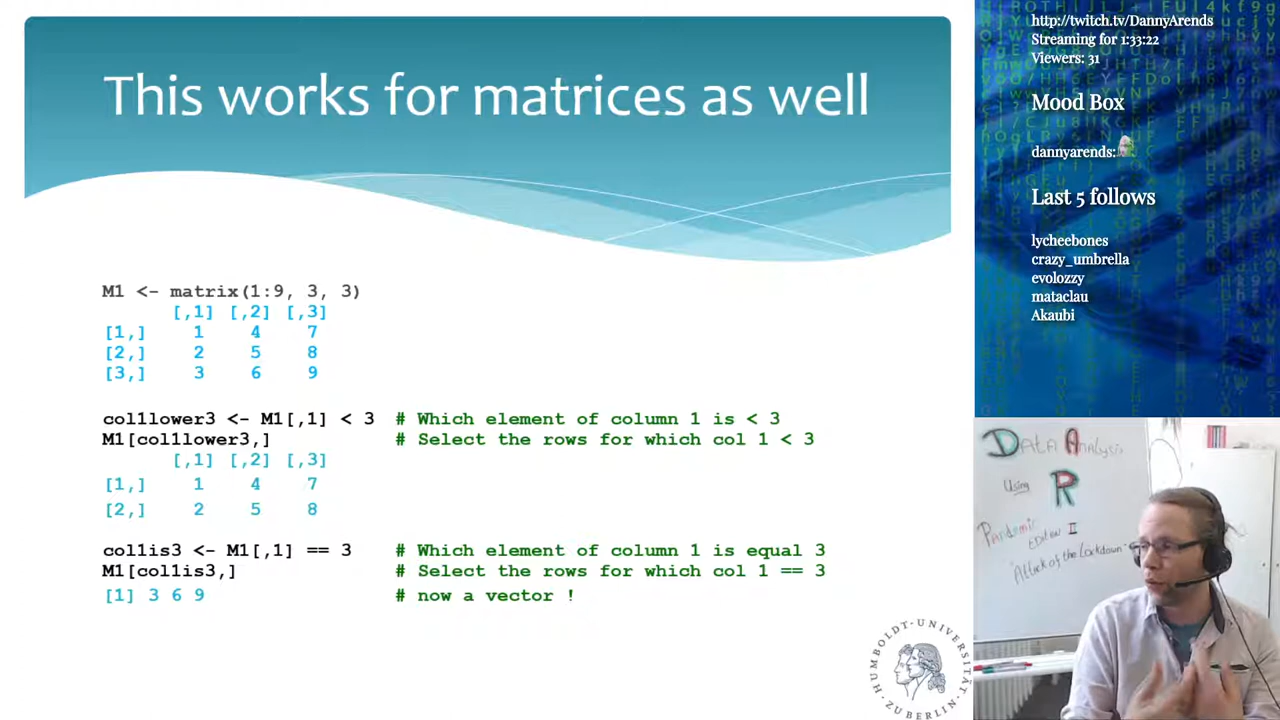 This works for matrices as well
M1 <- matrix(1:9, 3, 3)
[,1] [,2] [,3]
[1,] 1 4 7
[2,] 2 5 8
[3,] 3 6 9
col1lower3 <- M1[,1] < 3 # Which element of column 1 is < 3
M1[col1lower3,] # Select the rows for which col 1 < 3
[,1] [,2] [,3]
[1,] 1 4 7
[2,] 2 5 8
col1is3 <- M1[,1] == 3 # Which element of column 1 is equal 3
M1[col1is3,] # Select the rows for which col 1 == 3
[1] 3 6 9 # now a vector !
HUMBOLDT-UNIVERSITÄT
ZU BERLIN
http://twitch.tv/DannyArends
Streaming for 1:33:22
Viewers: 31
Mood Box
dannyarends:
Last 5 follows
lycheebones
crazy_umbrella
evolozzy
mataclau
Akaubi
Data Analysis
Using
R
Pandemic
Edition II
"Attack of the Lockdown"